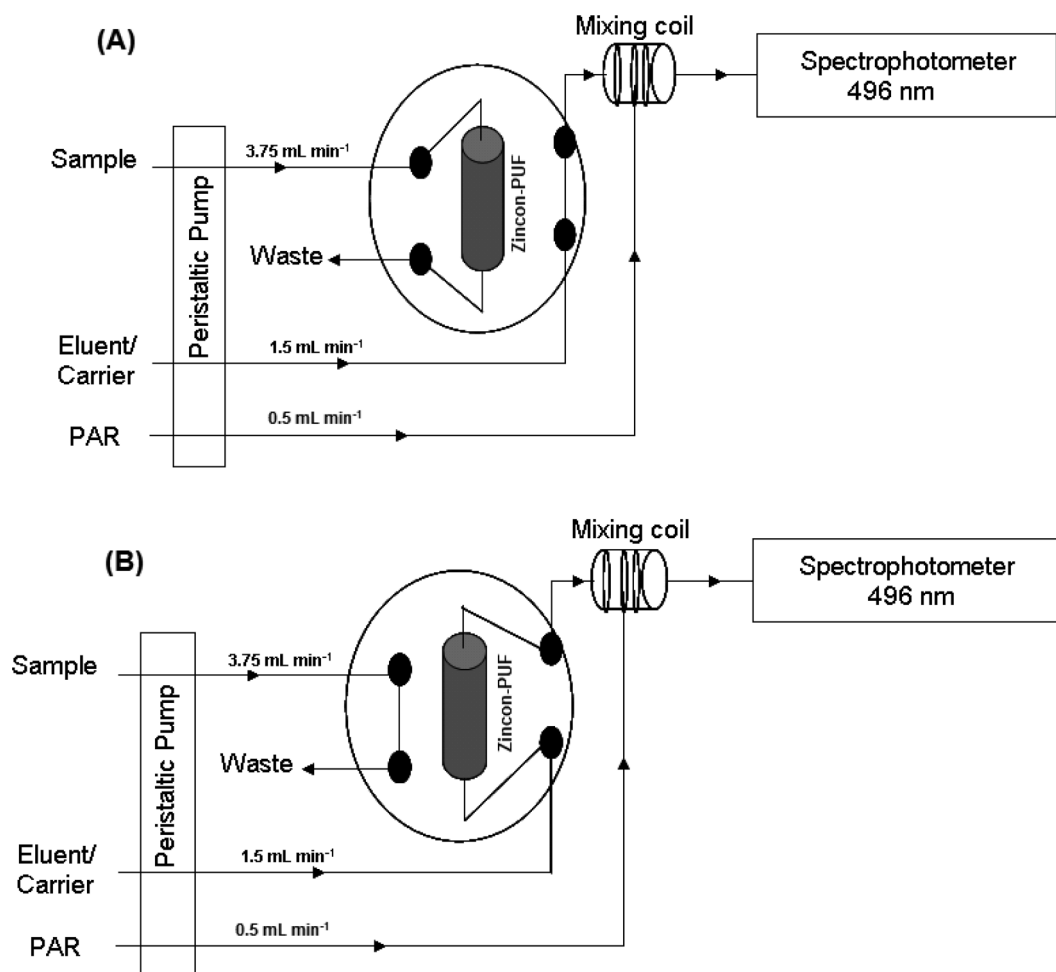 (A)
Mixing coil
Spectrophotometer
496 nm
Sample
3.75 mL min⁻¹
Peristaltic Pump
Zincon-PUF
Waste
Eluent/
Carrier
1.5 mL min⁻¹
PAR
0.5 mL min⁻¹
(B)
Mixing coil
Spectrophotometer
496 nm
Sample
3.75 mL min⁻¹
Peristaltic Pump
Zincon-PUF
Waste
Eluent/
Carrier
1.5 mL min⁻¹
PAR
0.5 mL min⁻¹